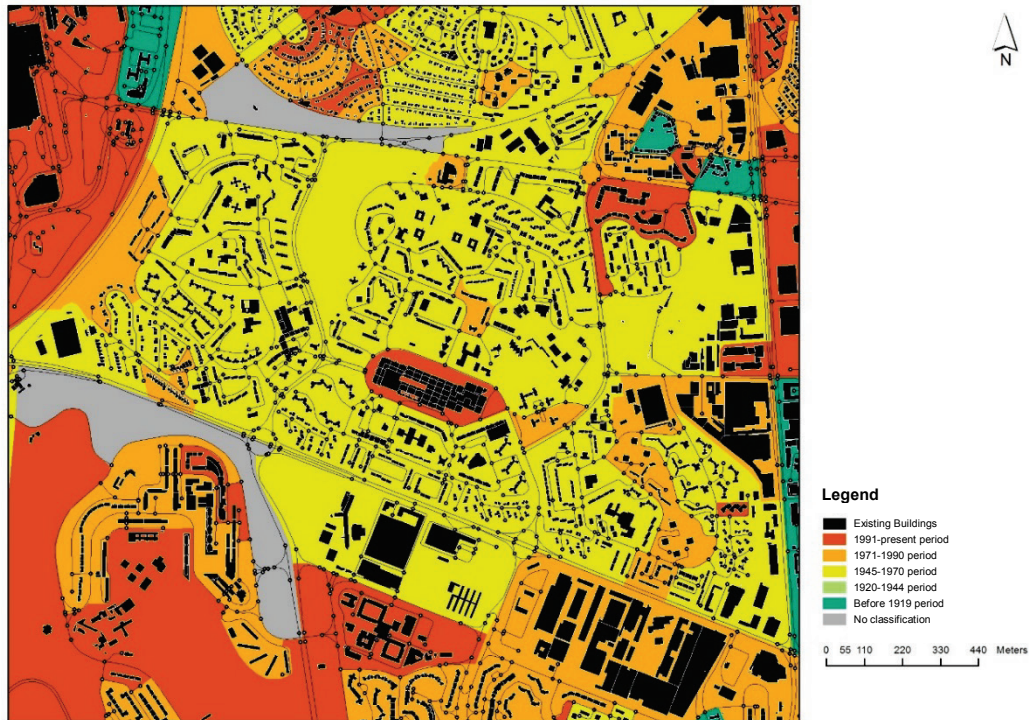 N
Legend
Existing Buildings
1991-present period
1971-1990 period
1945-1970 period
1920-1944 period
Before 1919 period
No classification
0 55 110 220 330 440 Meters